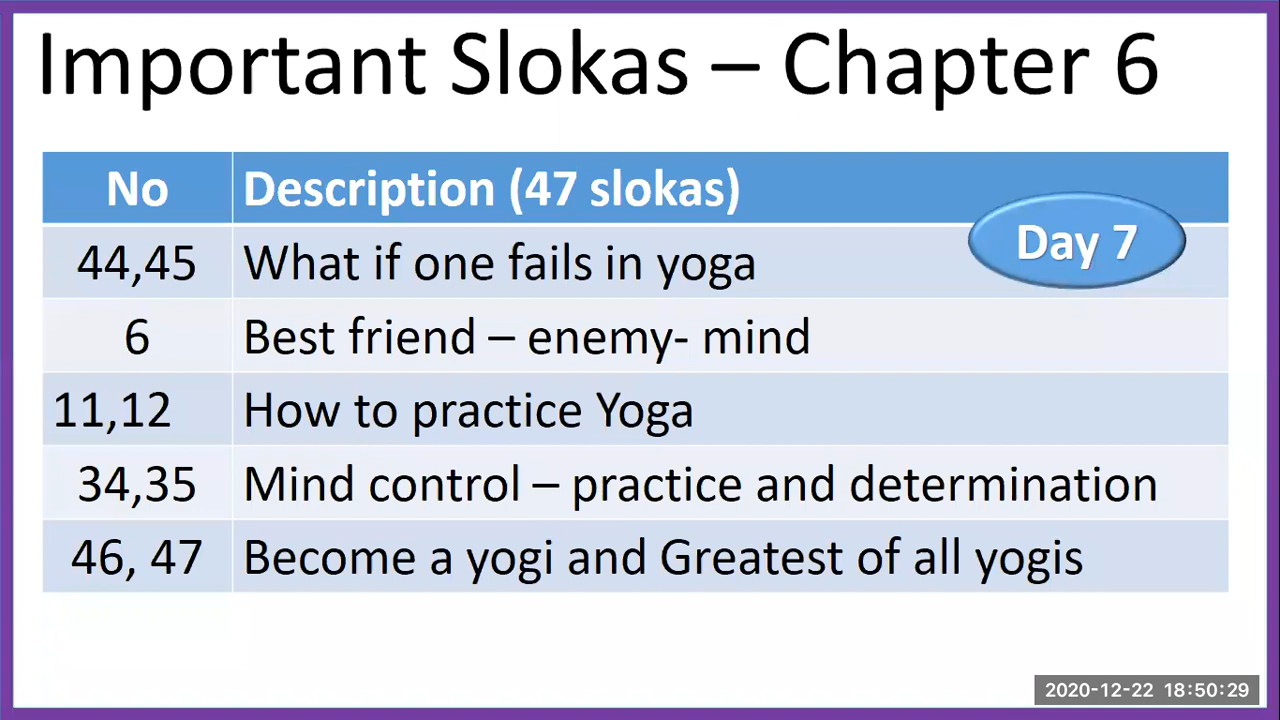 Important Slokas – Chapter 6
No Description (47 slokas)
Day 7
44,45 What if one fails in yoga
6 Best friend – enemy- mind
11,12 How to practice Yoga
34,35 Mind control – practice and determination
46, 47 Become a yogi and Greatest of all yogis
2020-12-22 18:50:29